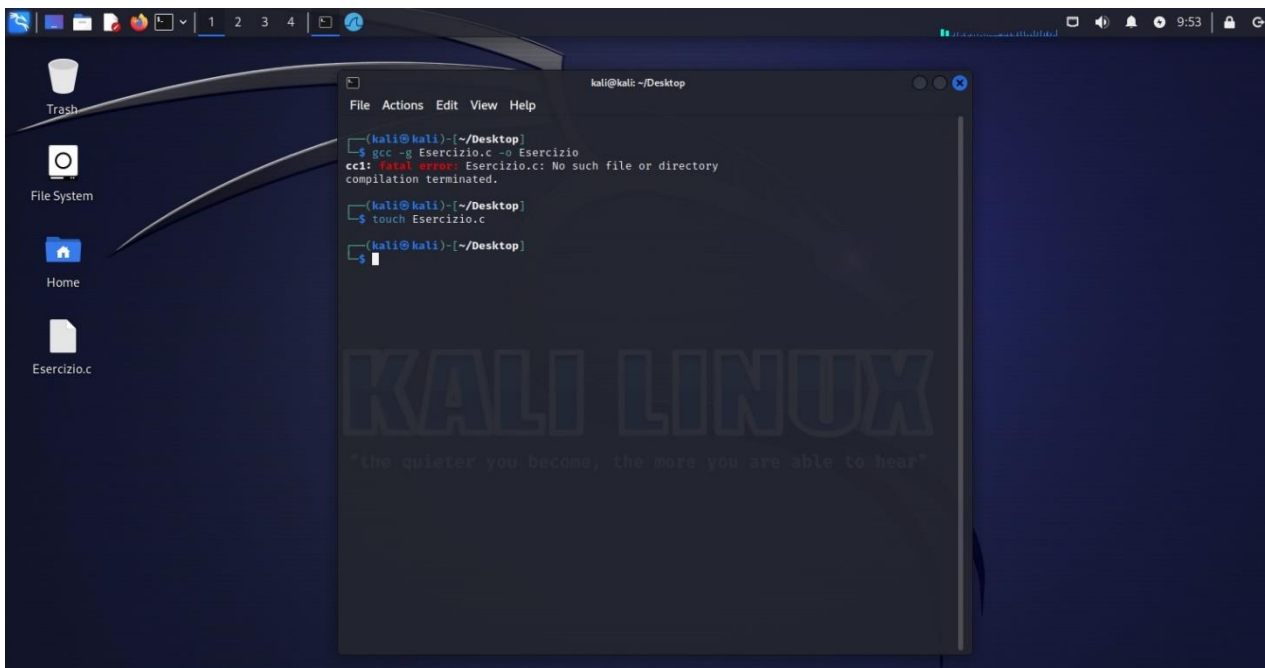 1 2 3 4
9:53
Trash
File System
Home
Esercizio.c
kali@kali: ~/Desktop
File Actions Edit View Help
(kali㉿kali)-[~/Desktop]
$ gcc -g Esercizio.c -o Esercizio
cc1: fatal error: Esercizio.c: No such file or directory
compilation terminated.
(kali㉿kali)-[~/Desktop]
$ touch Esercizio.c
(kali㉿kali)-[~/Desktop]
$
KALI LINUX
"the quieter you become, the more you are able to hear"